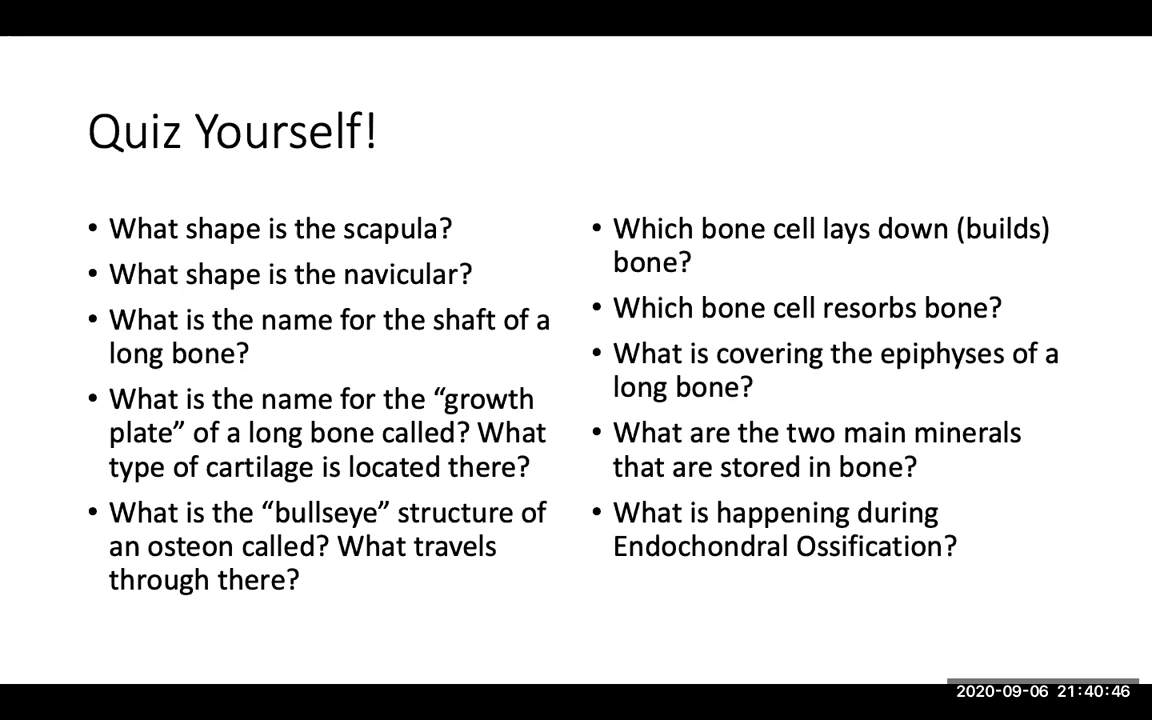 Quiz Yourself!
• What shape is the scapula?
• What shape is the navicular?
• What is the name for the shaft of a
long bone?
• What is the name for the “growth
plate” of a long bone called? What
type of cartilage is located there?
• What is the “bullseye” structure of
an osteon called? What travels
through there?
• Which bone cell lays down (builds)
bone?
• Which bone cell resorbs bone?
• What is covering the epiphyses of a
long bone?
• What are the two main minerals
that are stored in bone?
• What is happening during
Endochondral Ossification?
2020-09-06 21:40:46